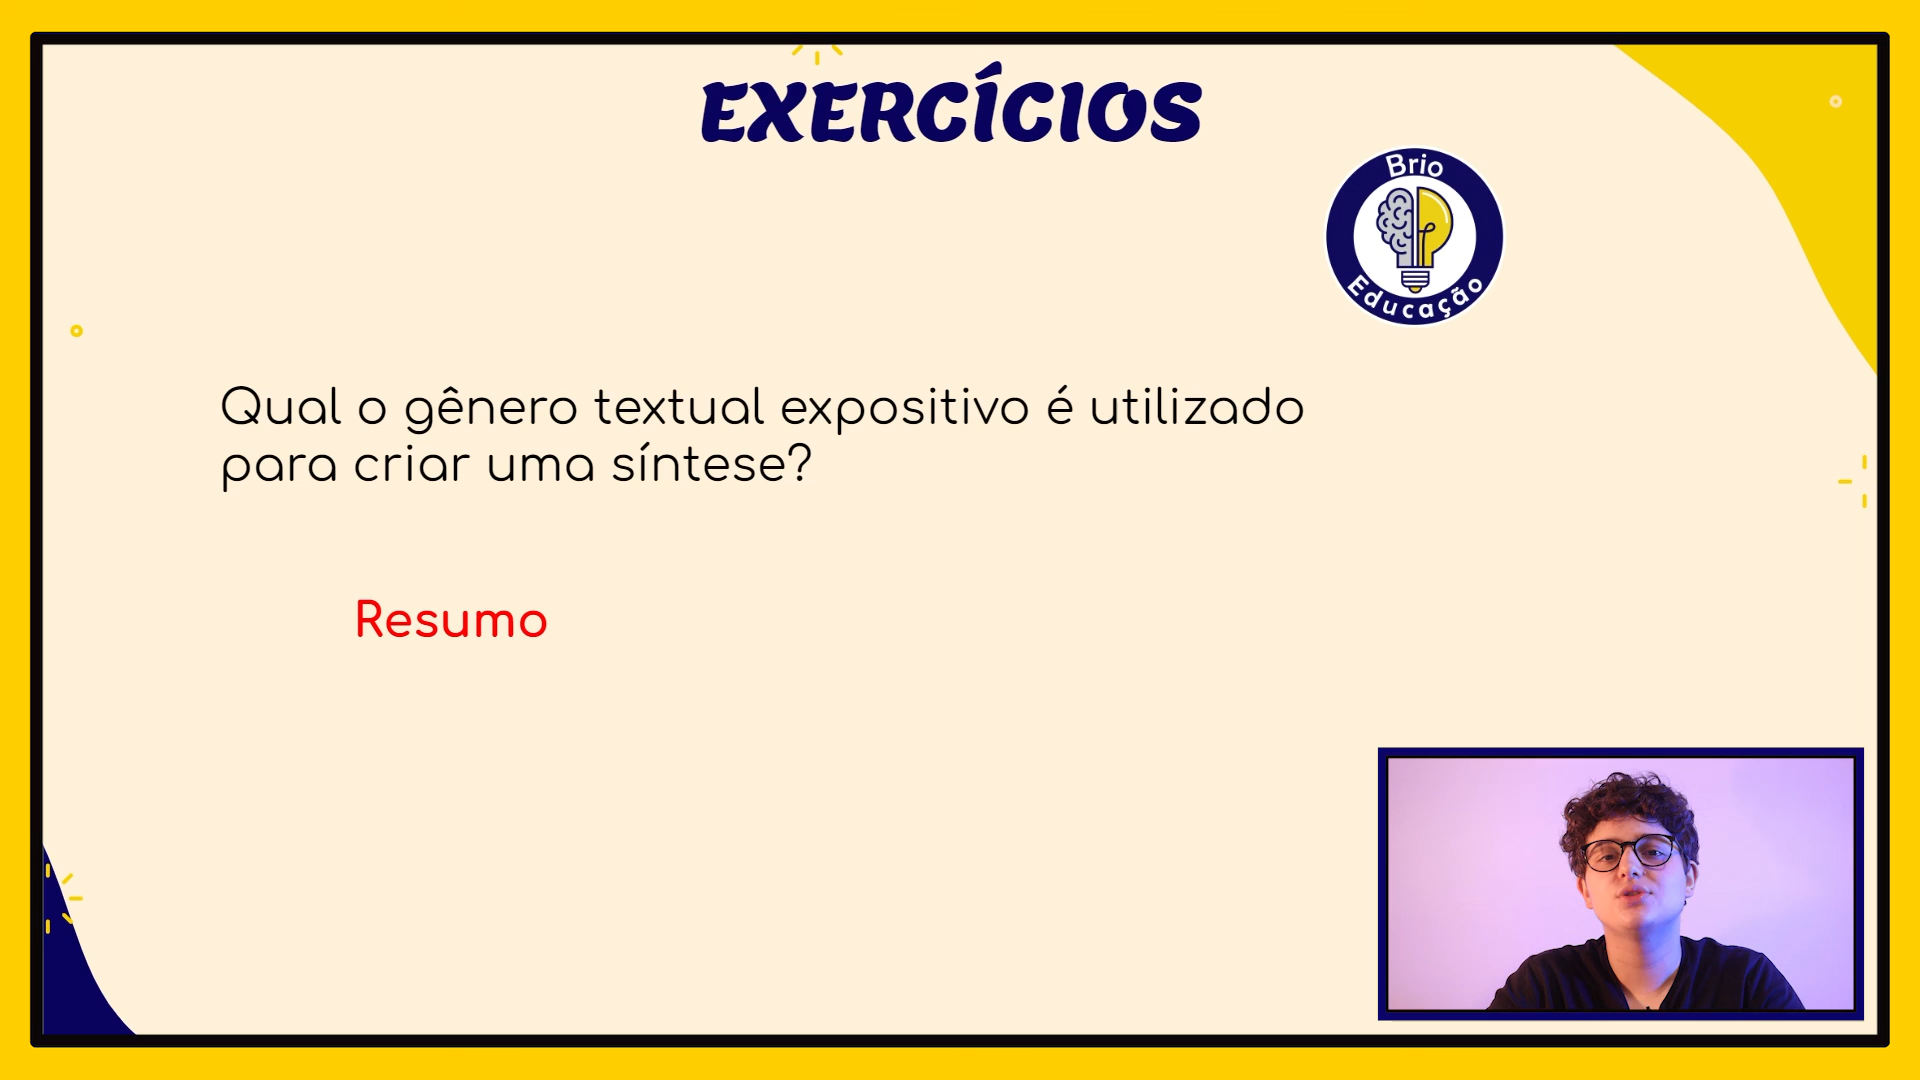 EXERCÍCIOS
Brio
Educação
Qual o gênero textual expositivo é utilizado
para criar uma síntese?
Resumo